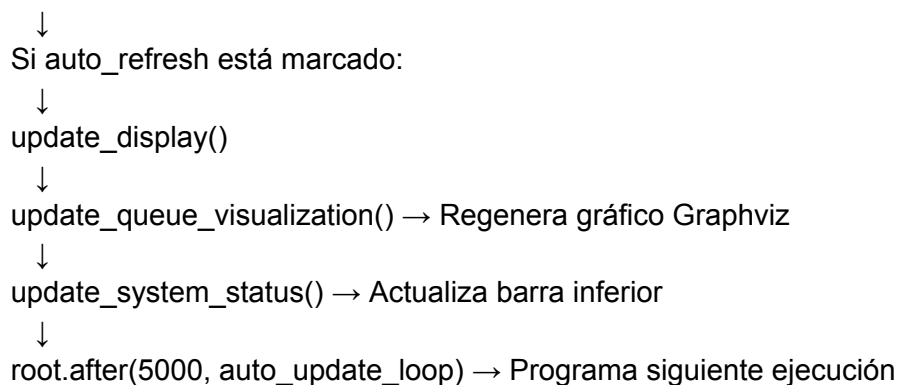 ↓
Si auto_refresh está marcado:
↓
update_display()
↓
update_queue_visualization() → Regenera gráfico Graphviz
↓
update_system_status() → Actualiza barra inferior
↓
root.after(5000, auto_update_loop) → Programa siguiente ejecución